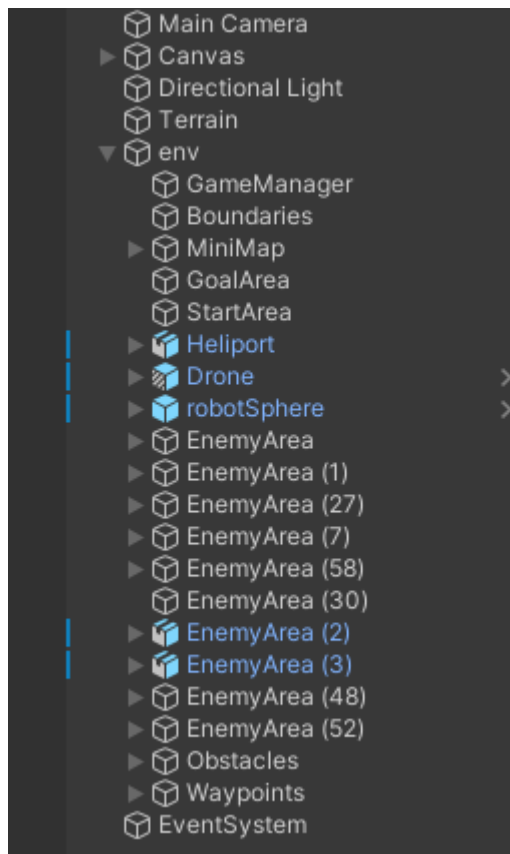 Main Camera
Canvas
Directional Light
Terrain
env
GameManager
Boundaries
MiniMap
GoalArea
StartArea
Heliport
Drone
robotSphere
EnemyArea
EnemyArea (1)
EnemyArea (27)
EnemyArea (7)
EnemyArea (58)
EnemyArea (30)
EnemyArea (2)
EnemyArea (3)
EnemyArea (48)
EnemyArea (52)
Obstacles
Waypoints
EventSystem